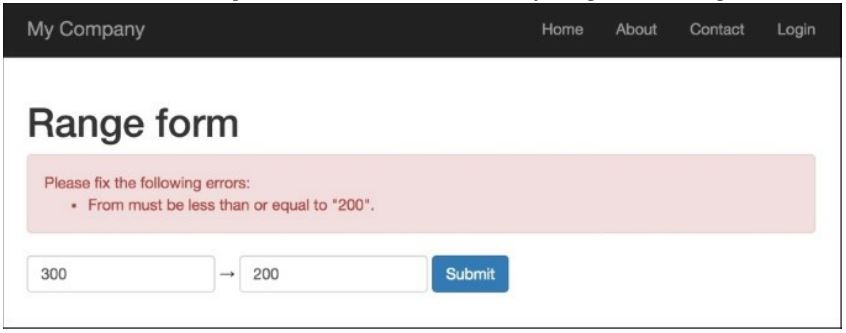 My Company Home About Contact Login
Range form
Please fix the following errors:
• From must be less than or equal to "200".
300 → 200 Submit